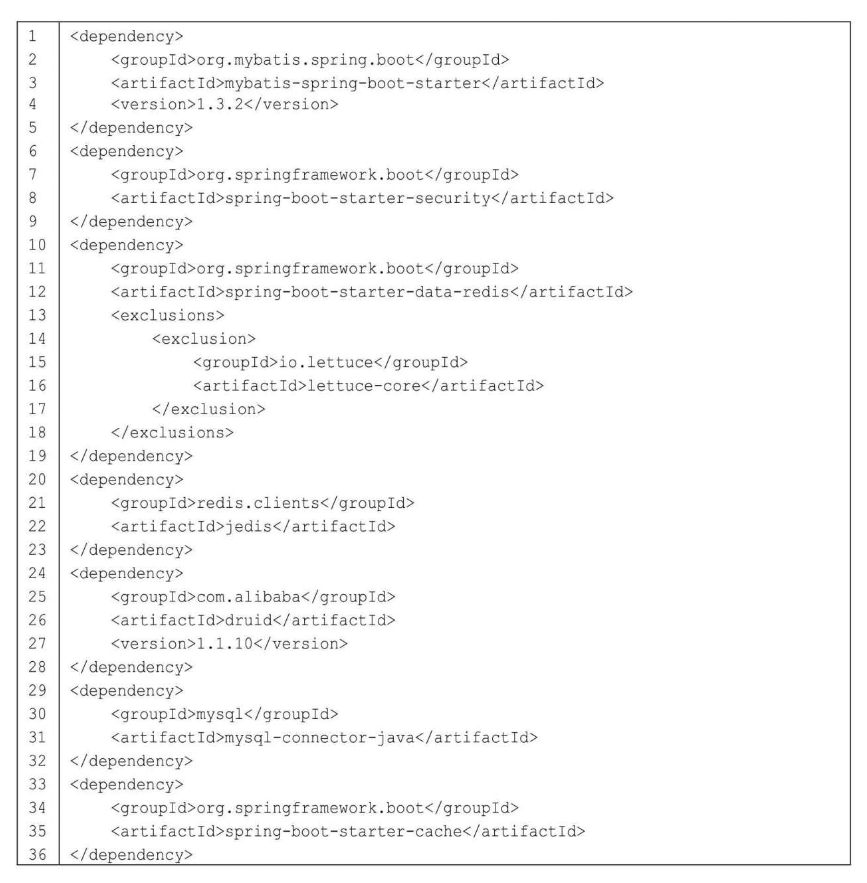 1 <dependency>
2 <groupId>org.mybatis.spring.boot</groupId>
3 <artifactId>mybatis-spring-boot-starter</artifactId>
4 <version>1.3.2</version>
5 </dependency>
6 <dependency>
7 <groupId>org.springframework.boot</groupId>
8 <artifactId>spring-boot-starter-security</artifactId>
9 </dependency>
10 <dependency>
11 <groupId>org.springframework.boot</groupId>
12 <artifactId>spring-boot-starter-data-redis</artifactId>
13 <exclusions>
14 <exclusion>
15 <groupId>io.lettuce</groupId>
16 <artifactId>lettuce-core</artifactId>
17 </exclusion>
18 </exclusions>
19 </dependency>
20 <dependency>
21 <groupId>redis.clients</groupId>
22 <artifactId>jedis</artifactId>
23 </dependency>
24 <dependency>
25 <groupId>com.alibaba</groupId>
26 <artifactId>druid</artifactId>
27 <version>1.1.10</version>
28 </dependency>
29 <dependency>
30 <groupId>mysql</groupId>
31 <artifactId>mysql-connector-java</artifactId>
32 </dependency>
33 <dependency>
34 <groupId>org.springframework.boot</groupId>
35 <artifactId>spring-boot-starter-cache</artifactId>
36 </dependency>